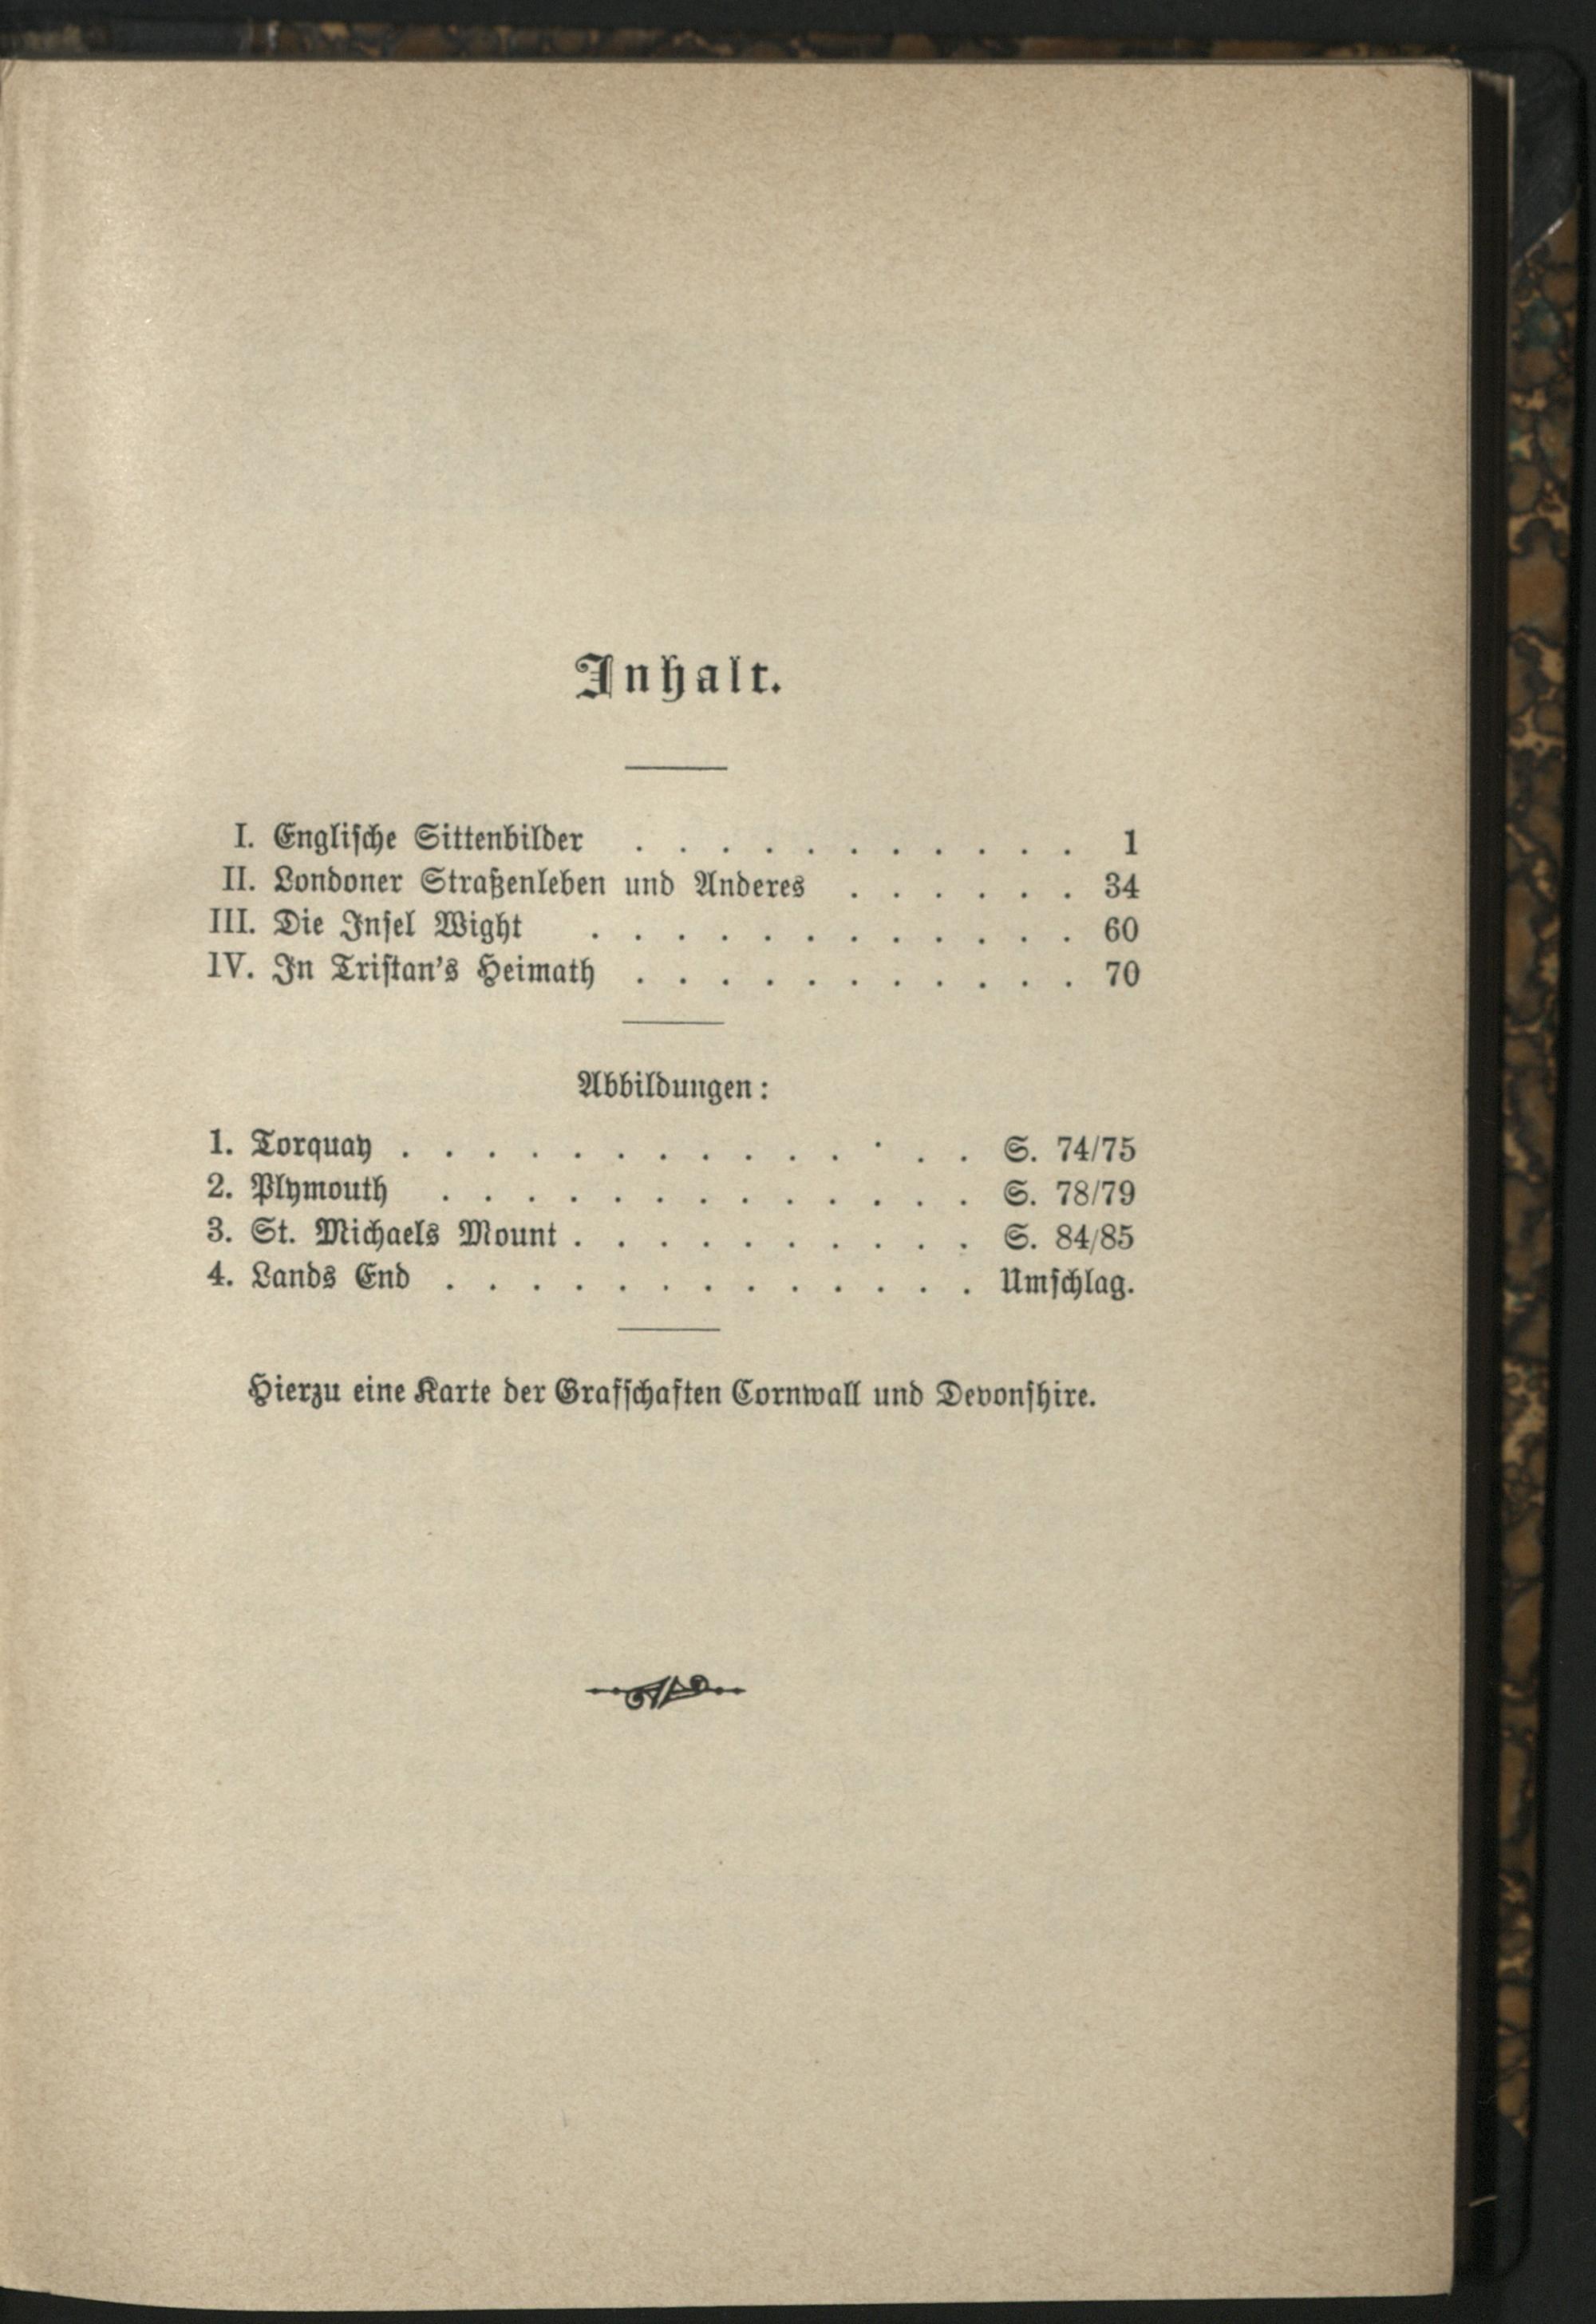 Inhalt.
I. Englische Sittenbilder . . . . . . . . . . . 1
II. Londoner Straßenleben und Anderes . . . . . . 34
III. Die Insel Wight . . . . . . . . . . . . 60
IV. In Tristan's Heimath . . . . . . . . . . . 70
Abbildungen:
1. Torquay . . . . . . . . . . . . . . S. 74/75
2. Plymouth . . . . . . . . . . . . . S. 78/79
3. St. Michaels Mount . . . . . . . . . . S. 84/85
4. Lands End . . . . . . . . . . . . . Umschlag.
Hierzu eine Karte der Grafschaften Cornwall und Devonshire.